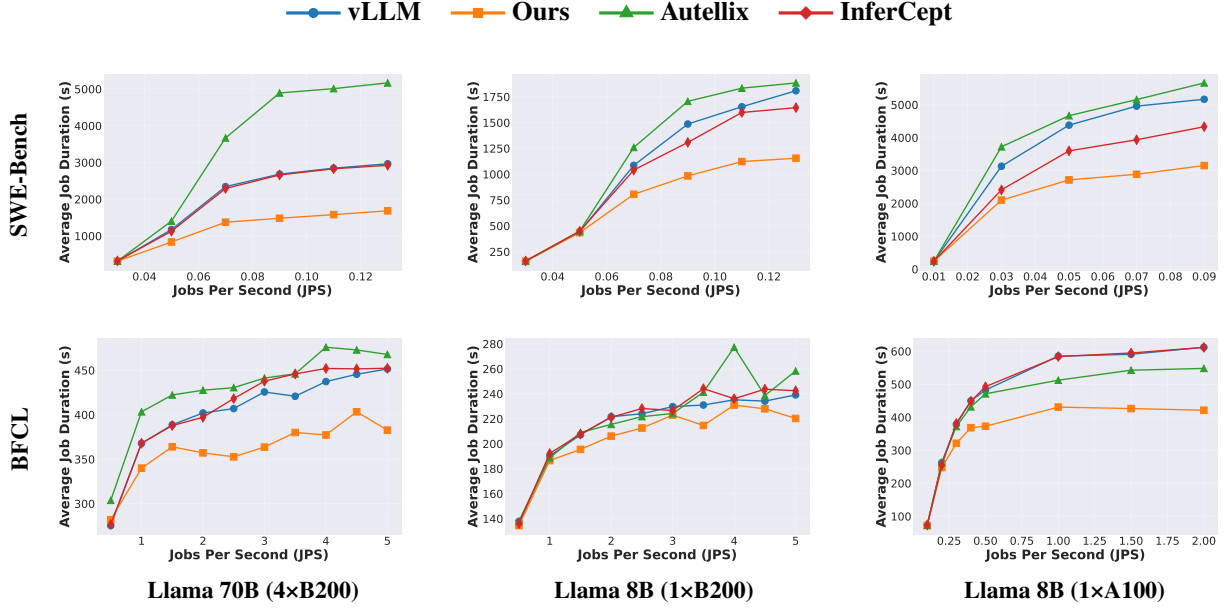 vLLM Ours Autellix InferCept
SWE-Bench
Average Job Duration (s)
5000
4000
3000
2000
1000
0.04 0.06 0.08 0.10 0.12
Jobs Per Second (JPS)
Average Job Duration (s)
1750
1500
1250
1000
750
500
250
0.04 0.06 0.08 0.10 0.12
Jobs Per Second (JPS)
Average Job Duration (s)
5000
4000
3000
2000
1000
0
0.01 0.02 0.03 0.04 0.05 0.06 0.07 0.08 0.09
Jobs Per Second (JPS)
BFCL
Average Job Duration (s)
450
400
350
300
1 2 3 4 5
Jobs Per Second (JPS)
Average Job Duration (s)
280
260
240
220
200
180
160
140
1 2 3 4 5
Jobs Per Second (JPS)
Average Job Duration (s)
600
500
400
300
200
100
0.25 0.50 0.75 1.00 1.25 1.50 1.75 2.00
Jobs Per Second (JPS)
Llama 70B (4×B200) Llama 8B (1×B200) Llama 8B (1×A100)